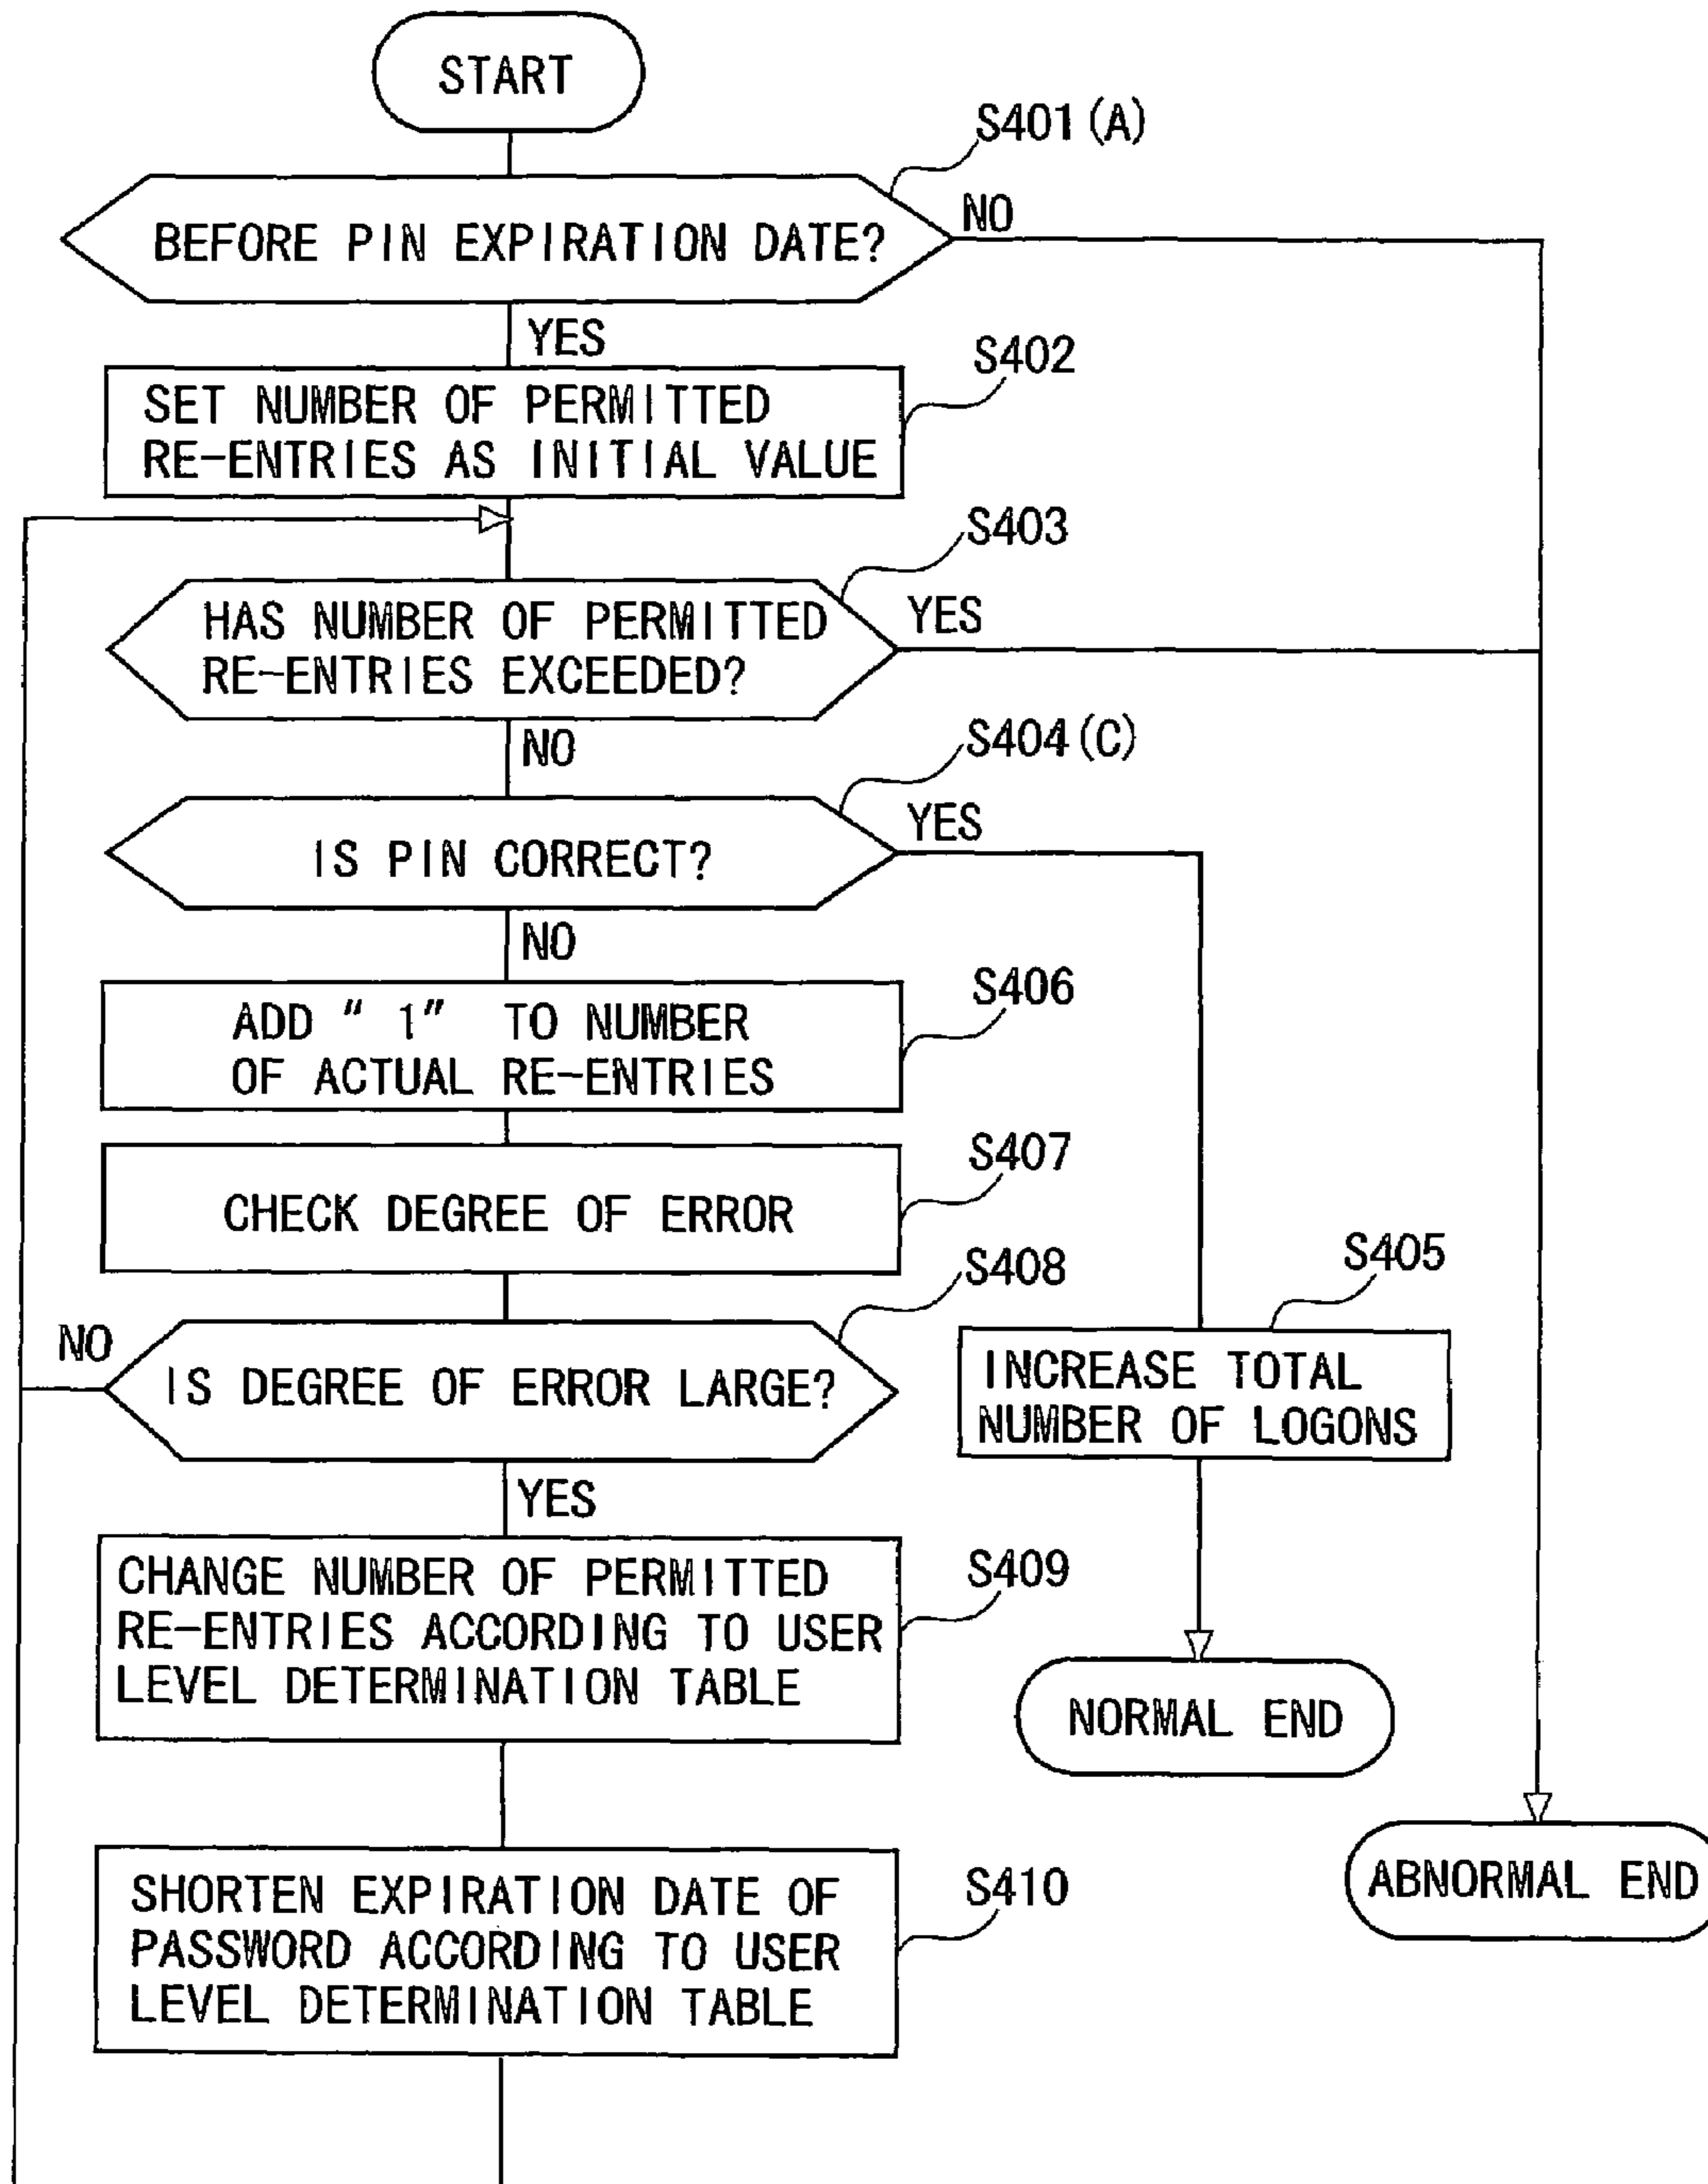 START
S401(A)
BEFORE PIN EXPIRATION DATE?
NO
YES
S402
SET NUMBER OF PERMITTED
RE-ENTRIES AS INITIAL VALUE
S403
HAS NUMBER OF PERMITTED
RE-ENTRIES EXCEEDED?
YES
NO
S404(C)
IS PIN CORRECT?
YES
NO
S406
ADD " 1" TO NUMBER
OF ACTUAL RE-ENTRIES
S407
CHECK DEGREE OF ERROR
S408
NO
IS DEGREE OF ERROR LARGE?
S405
INCREASE TOTAL
NUMBER OF LOGONS
YES
S409
CHANGE NUMBER OF PERMITTED
RE-ENTRIES ACCORDING TO USER
LEVEL DETERMINATION TABLE
NORMAL END
S410
SHORTEN EXPIRATION DATE OF
PASSWORD ACCORDING TO USER
LEVEL DETERMINATION TABLE
ABNORMAL END